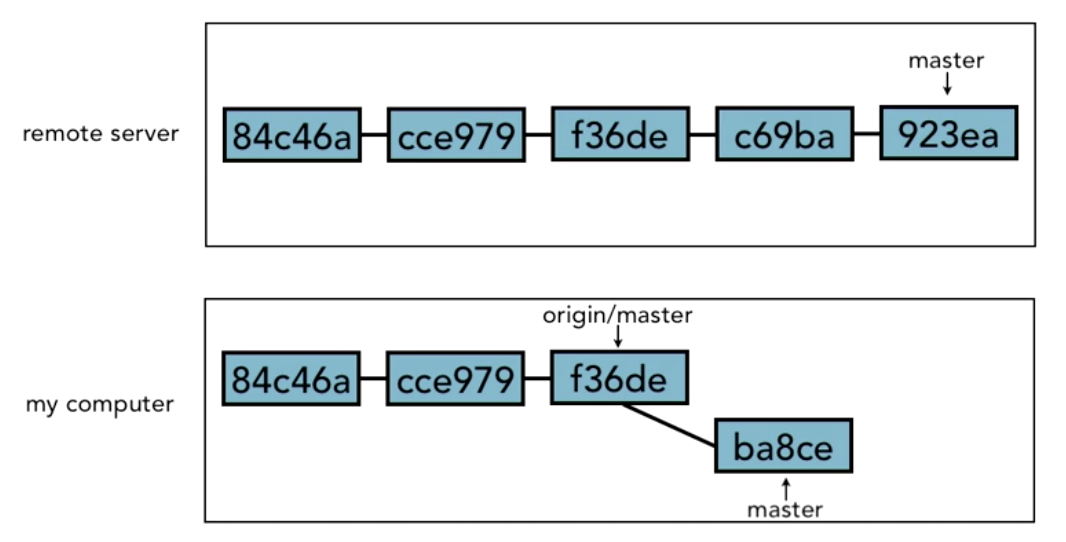 master
remote server
84c46a cce979 f36de c69ba 923ea
origin/master
84c46a cce979 f36de
my computer
ba8ce
master